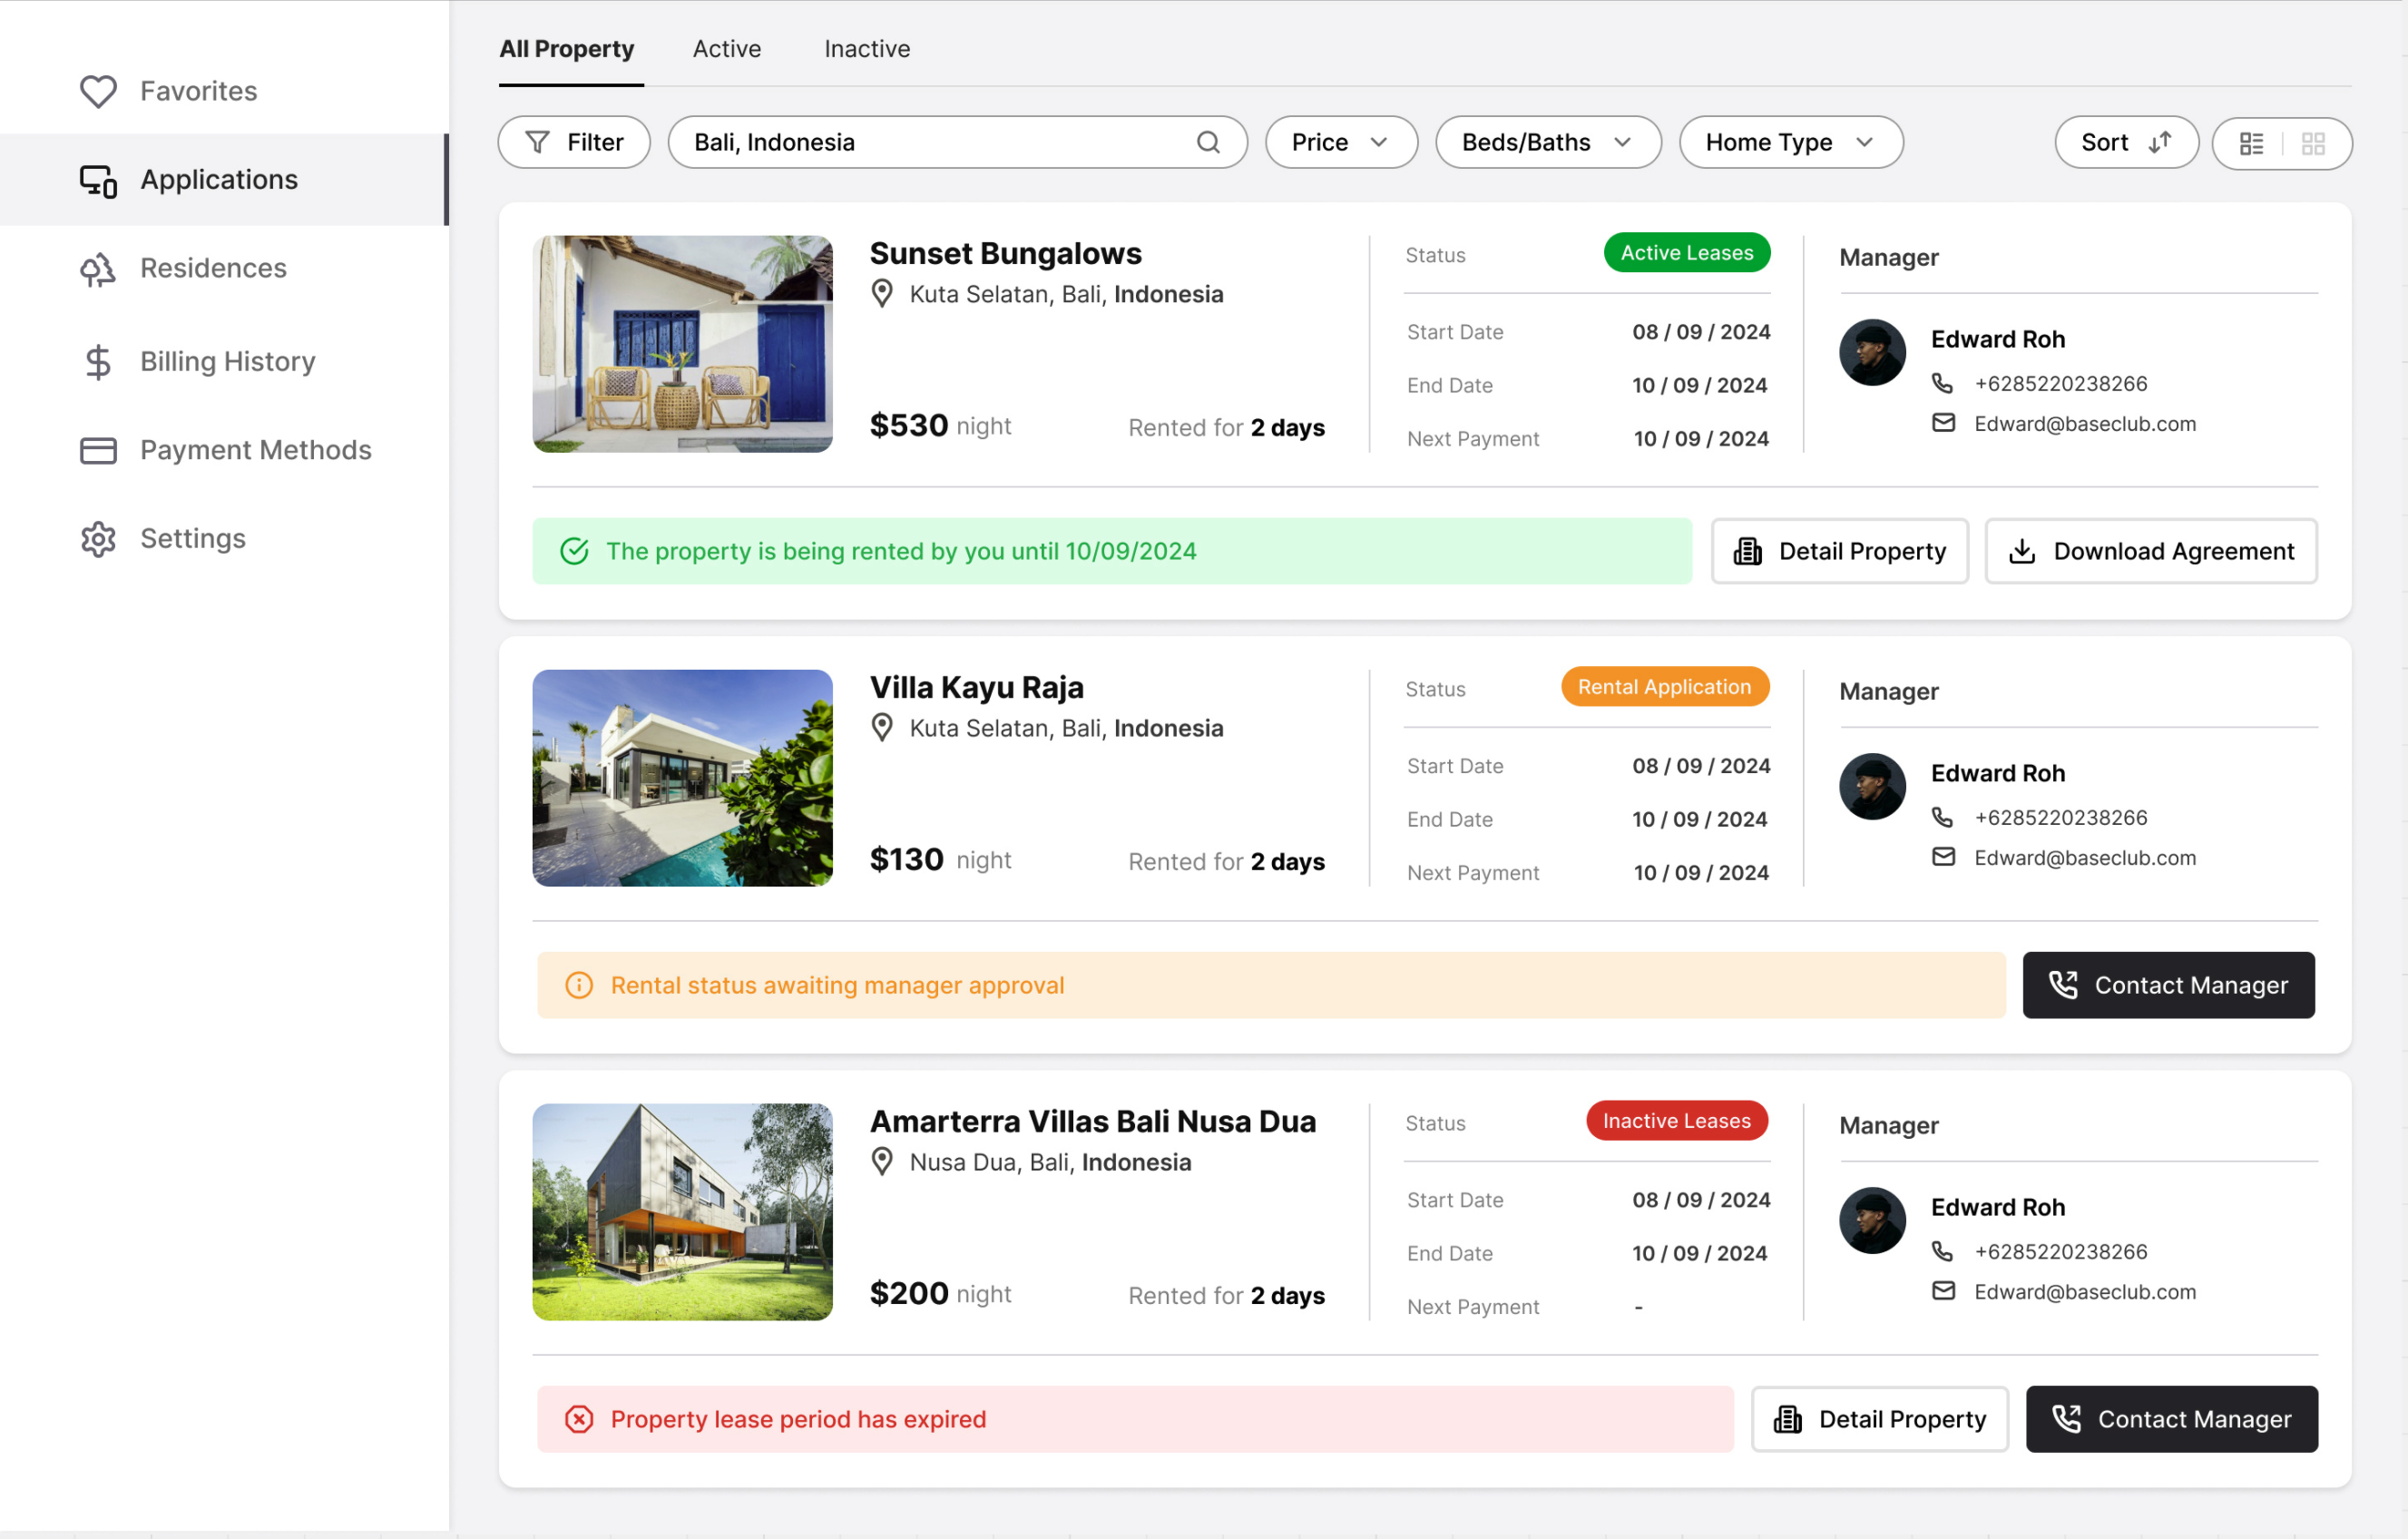 Favorites
Applications
Residences
Billing History
Payment Methods
Settings
All Property Active Inactive
Filter Bali, Indonesia Price Beds/Baths Home Type Sort
Sunset Bungalows
Kuta Selatan, Bali, Indonesia
$530 night Rented for 2 days
Status Active Leases
Start Date 08 / 09 / 2024
End Date 10 / 09 / 2024
Next Payment 10 / 09 / 2024
Manager
Edward Roh
+6285220238266
Edward@baseclub.com
The property is being rented by you until 10/09/2024
Detail Property Download Agreement
Villa Kayu Raja
Kuta Selatan, Bali, Indonesia
$130 night Rented for 2 days
Status Rental Application
Start Date 08 / 09 / 2024
End Date 10 / 09 / 2024
Next Payment 10 / 09 / 2024
Manager
Edward Roh
+6285220238266
Edward@baseclub.com
Rental status awaiting manager approval
Contact Manager
Amarterra Villas Bali Nusa Dua
Nusa Dua, Bali, Indonesia
$200 night Rented for 2 days
Status Inactive Leases
Start Date 08 / 09 / 2024
End Date 10 / 09 / 2024
Next Payment -
Manager
Edward Roh
+6285220238266
Edward@baseclub.com
Property lease period has expired
Detail Property Contact Manager